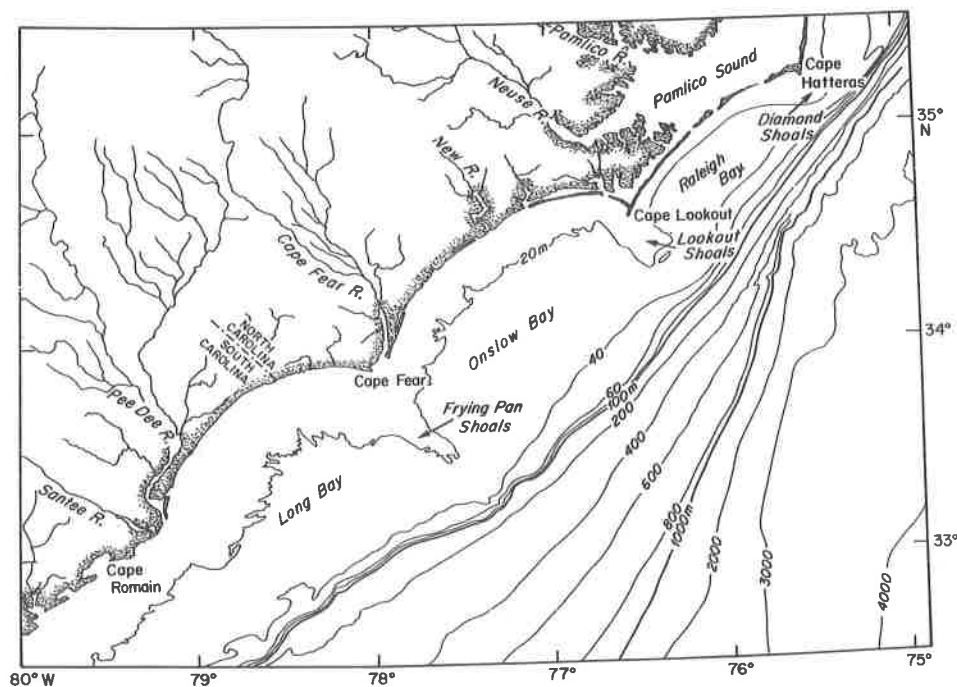 Pamlico R.
Pamlico Sound
Cape
Hatteras
Neuse R.
35°
N
Diamond
Shoals
New R.
Raleigh
Bay
Cape Lookout
Lookout
Shoals
20m
Cape Fear R.
34°
NORTH
CAROLINA
SOUTH
CAROLINA
Onslow Bay
40
60
100m
200
400
600
800
1000m
2000
3000
4000
Cape Fear
Pee Dee R.
Frying Pan
Shoals
Long Bay
Santee R.
33°
Cape
Romain
80° W
79°
78°
77°
76°
75°